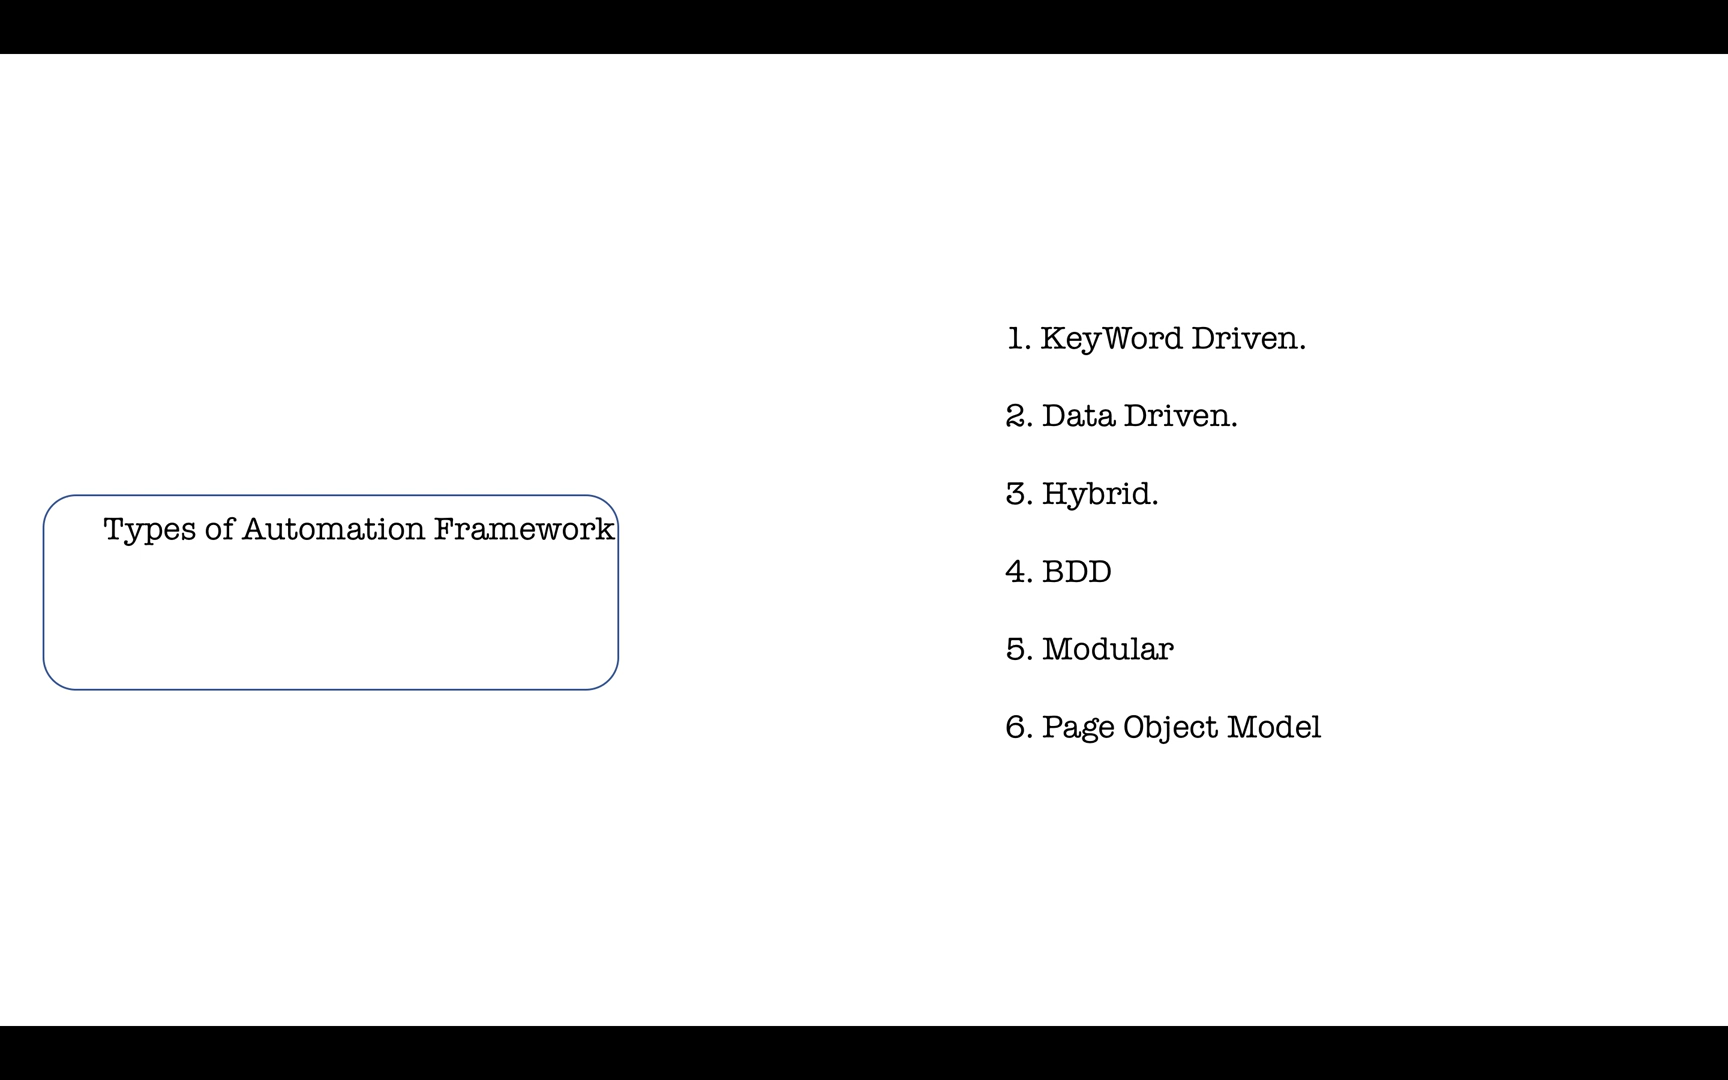 Types of Automation Framework
1. KeyWord Driven.
2. Data Driven.
3. Hybrid.
4. BDD
5. Modular
6. Page Object Model